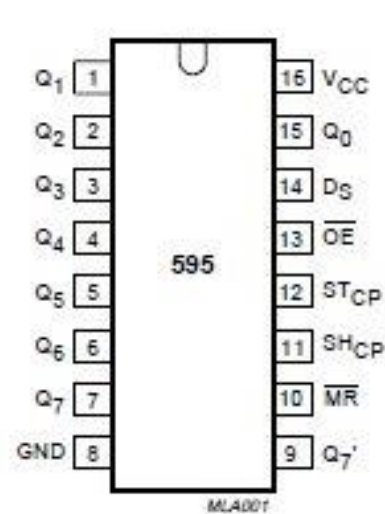 Q1 1 16 VCC
Q2 2 15 Q0
Q3 3 14 DS
Q4 4 13 OE
595
Q5 5 12 STCP
Q6 6 11 SHCP
Q7 7 10 MR
GND 8 9 Q7'
MLA001